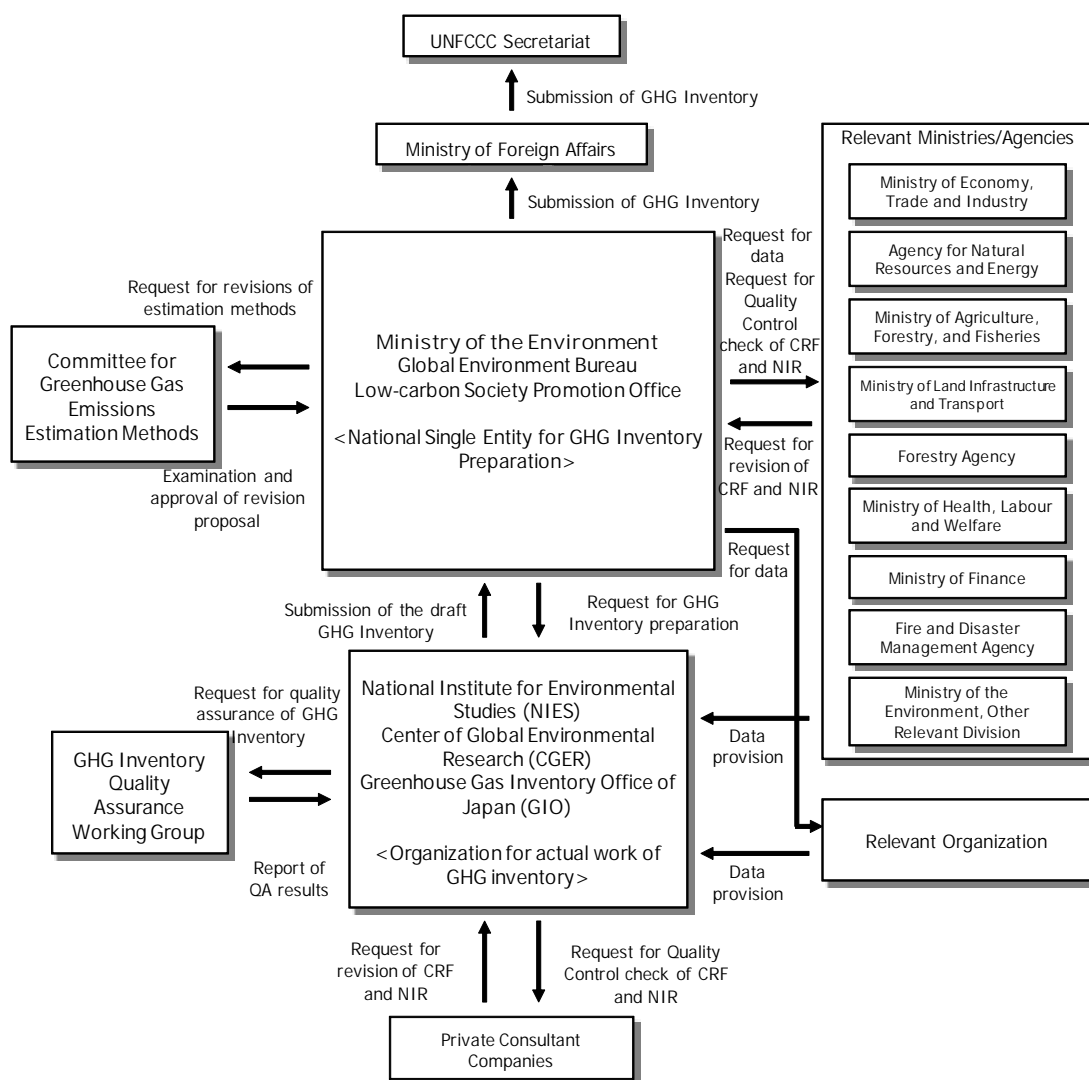 UNFCCC Secretariat
Submission of GHG Inventory
Ministry of Foreign Affairs
Submission of GHG Inventory
Relevant Ministries/Agencies
Ministry of Economy,
Trade and Industry
Agency for Natural
Resources and Energy
Ministry of Agriculture,
Forestry, and Fisheries
Ministry of Land Infrastructure
and Transport
Forestry Agency
Ministry of Health, Labour
and Welfare
Ministry of Finance
Fire and Disaster
Management Agency
Ministry of the
Environment, Other
Relevant Division
Request for
data
Request for
Quality
Control
check of CRF
and NIR
Request for
revision of
CRF and NIR
Request
for data
Request for revisions of
estimation methods
Committee for
Greenhouse Gas
Emissions
Estimation Methods
Examination and
approval of revision
proposal
Ministry of the Environment
Global Environment Bureau
Low-carbon Society Promotion Office
<National Single Entity for GHG Inventory
Preparation>
Submission of the draft
GHG Inventory
Request for GHG
Inventory preparation
Request for quality
assurance of GHG
Inventory
GHG Inventory
Quality
Assurance
Working Group
Report of
QA results
National Institute for Environmental
Studies (NIES)
Center of Global Environmental
Research (CGER)
Greenhouse Gas Inventory Office of
Japan (GIO)
<Organization for actual work of
GHG inventory>
Data
provision
Relevant Organization
Data
provision
Request for
revision of CRF
and NIR
Request for Quality
Control check of CRF
and NIR
Private Consultant
Companies